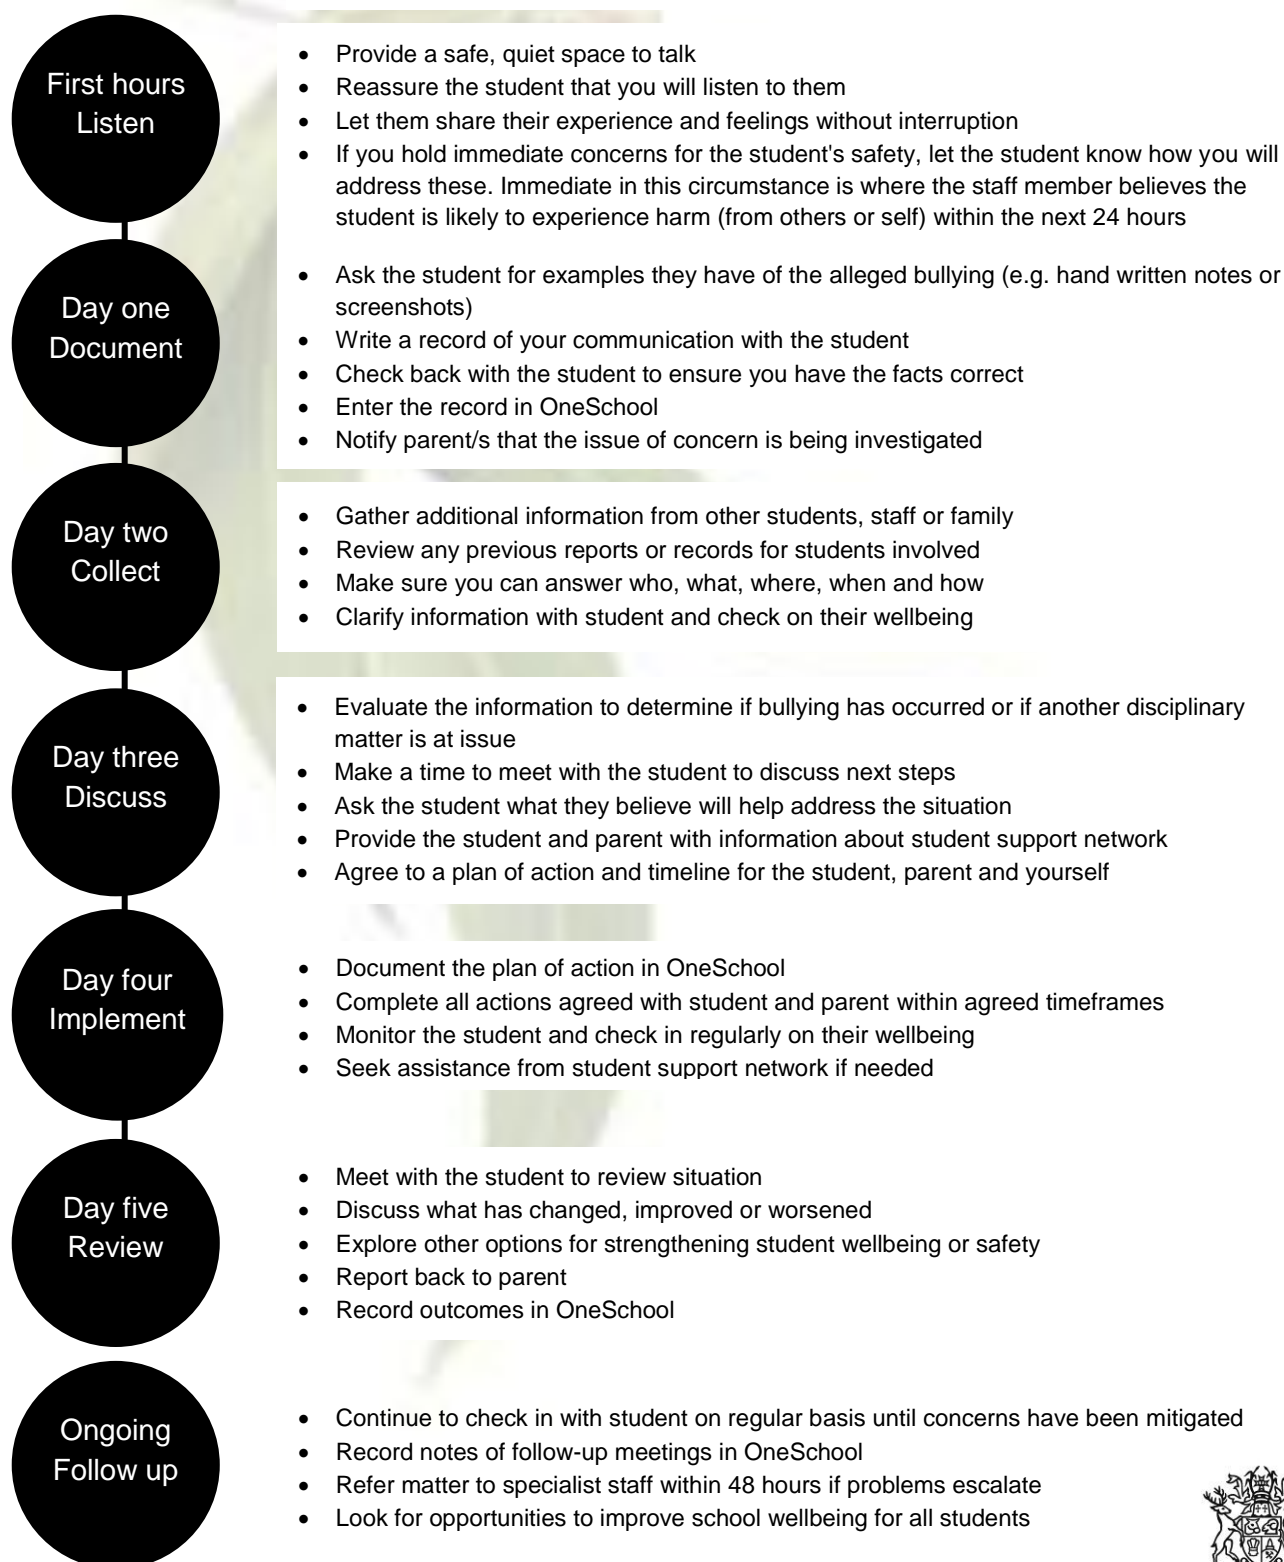 First hours
Listen
• Provide a safe, quiet space to talk
• Reassure the student that you will listen to them
• Let them share their experience and feelings without interruption
• If you hold immediate concerns for the student's safety, let the student know how you will
address these. Immediate in this circumstance is where the staff member believes the
student is likely to experience harm (from others or self) within the next 24 hours
Day one
Document
• Ask the student for examples they have of the alleged bullying (e.g. hand written notes or
screenshots)
• Write a record of your communication with the student
• Check back with the student to ensure you have the facts correct
• Enter the record in OneSchool
• Notify parent/s that the issue of concern is being investigated
Day two
Collect
• Gather additional information from other students, staff or family
• Review any previous reports or records for students involved
• Make sure you can answer who, what, where, when and how
• Clarify information with student and check on their wellbeing
Day three
Discuss
• Evaluate the information to determine if bullying has occurred or if another disciplinary
matter is at issue
• Make a time to meet with the student to discuss next steps
• Ask the student what they believe will help address the situation
• Provide the student and parent with information about student support network
• Agree to a plan of action and timeline for the student, parent and yourself
Day four
Implement
• Document the plan of action in OneSchool
• Complete all actions agreed with student and parent within agreed timeframes
• Monitor the student and check in regularly on their wellbeing
• Seek assistance from student support network if needed
Day five
Review
• Meet with the student to review situation
• Discuss what has changed, improved or worsened
• Explore other options for strengthening student wellbeing or safety
• Report back to parent
• Record outcomes in OneSchool
Ongoing
Follow up
• Continue to check in with student on regular basis until concerns have been mitigated
• Record notes of follow-up meetings in OneSchool
• Refer matter to specialist staff within 48 hours if problems escalate
• Look for opportunities to improve school wellbeing for all students